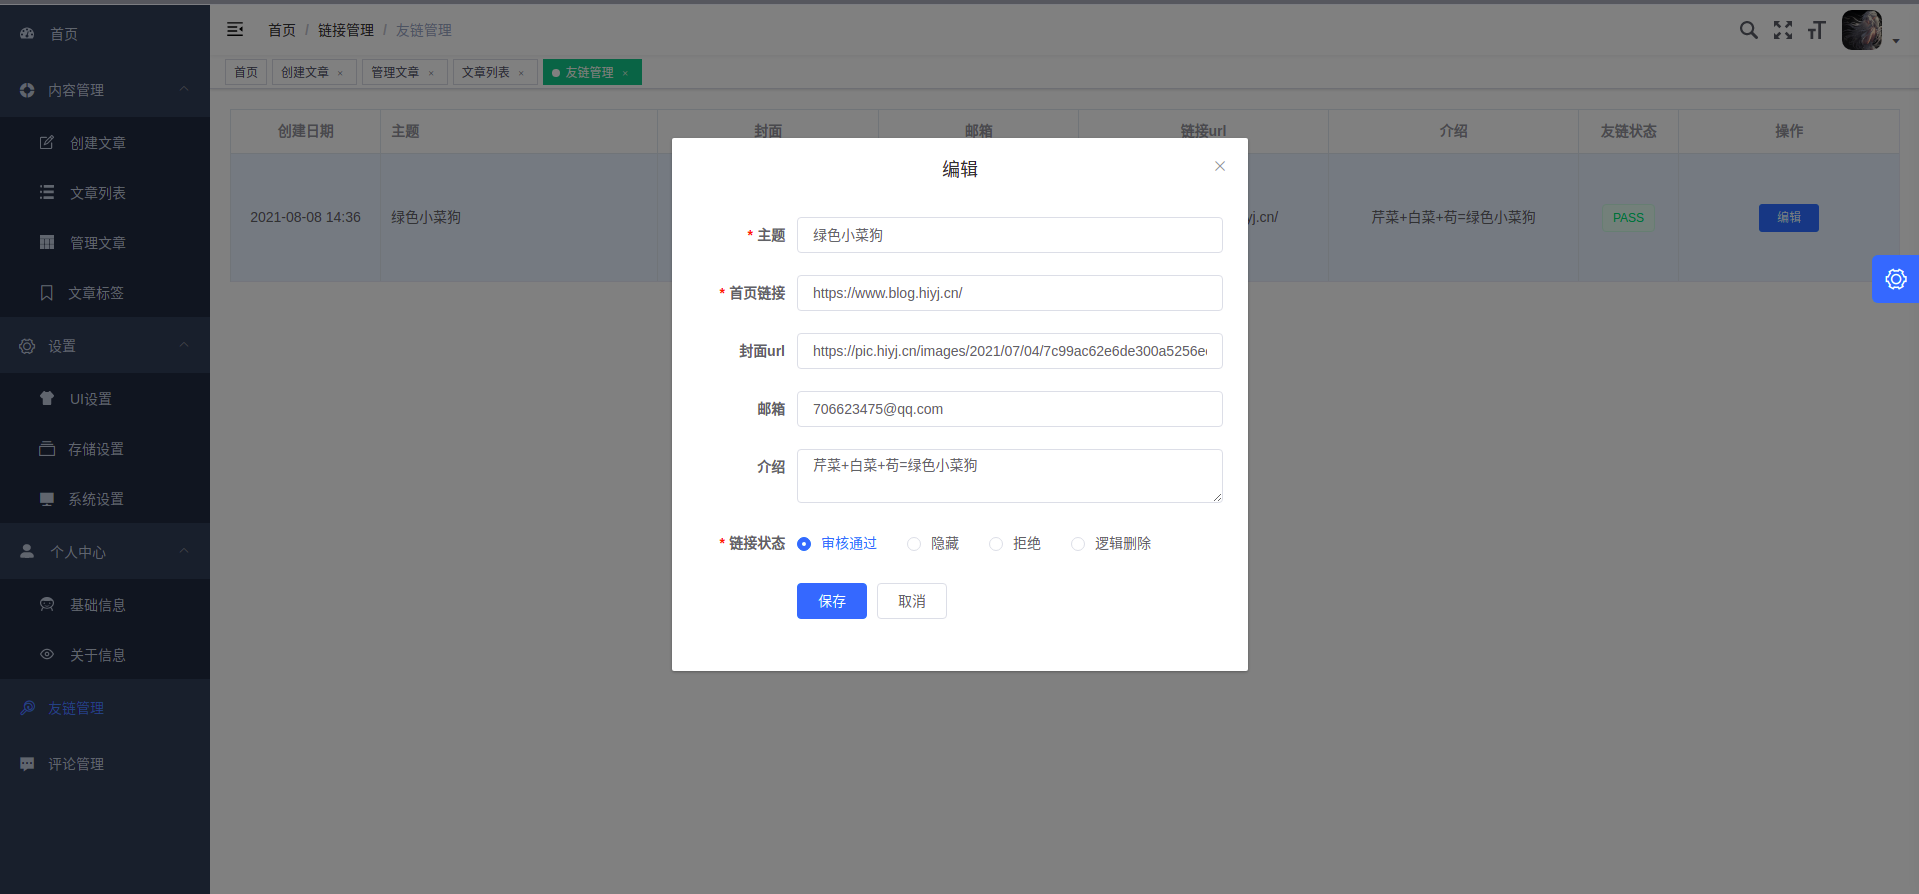 首页
内容管理
创建文章
文章列表
管理文章
文章标签
设置
UI设置
存储设置
系统设置
个人中心
基础信息
关于信息
友链管理
评论管理
首页 / 链接管理 / 友链管理
首页 创建文章 × 管理文章 × 文章列表 × 友链管理 ×
创建日期 主题 封面 邮箱 链接url 介绍 友链状态 操作
2021-08-08 14:36 绿色小菜狗 yj.cn/ 芹菜+白菜+苟=绿色小菜狗 PASS 编辑
编辑
* 主题 绿色小菜狗
* 首页链接 https://www.blog.hiyj.cn/
封面url https://pic.hiyj.cn/images/2021/07/04/7c99ac62e6de300a5256e
邮箱 706623475@qq.com
介绍 芹菜+白菜+苟=绿色小菜狗
* 链接状态 审核通过 隐藏 拒绝 逻辑删除
保存 取消